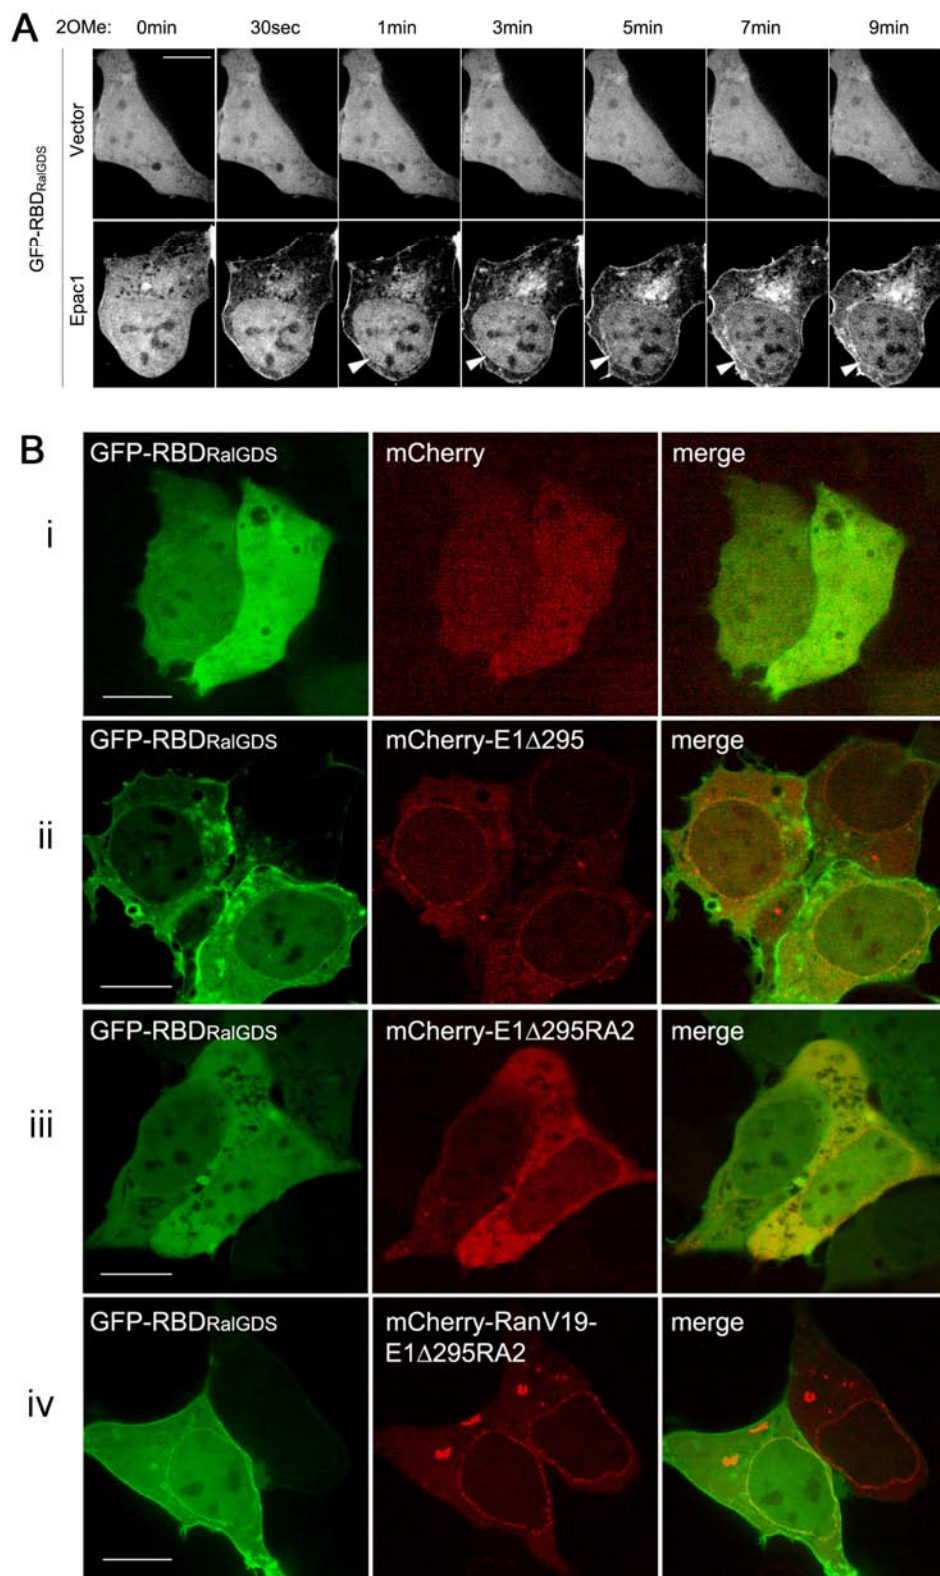 A
2OMe: 0min 30sec 1min 3min 5min 7min 9min
GFP-RBDRalGDS
Vector
Epac1
B
i
GFP-RBDRalGDS mCherry merge
ii
GFP-RBDRalGDS mCherry-E1Δ295 merge
iii
GFP-RBDRalGDS mCherry-E1Δ295RA2 merge
iv
GFP-RBDRalGDS mCherry-RanV19- merge
E1Δ295RA2